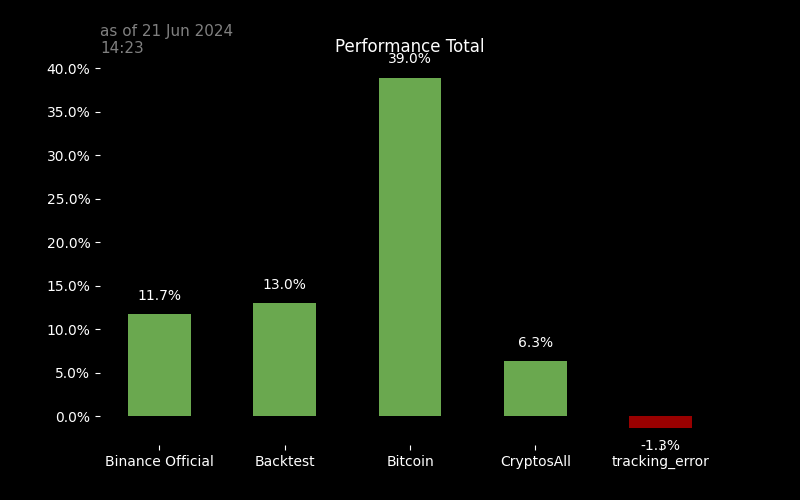 as of 21 Jun 2024
14:23
Performance Total
40.0%
35.0%
30.0%
25.0%
20.0%
15.0%
10.0%
5.0%
0.0%
11.7%
13.0%
39.0%
6.3%
-1.3%
Binance Official
Backtest
Bitcoin
CryptosAll
tracking_error